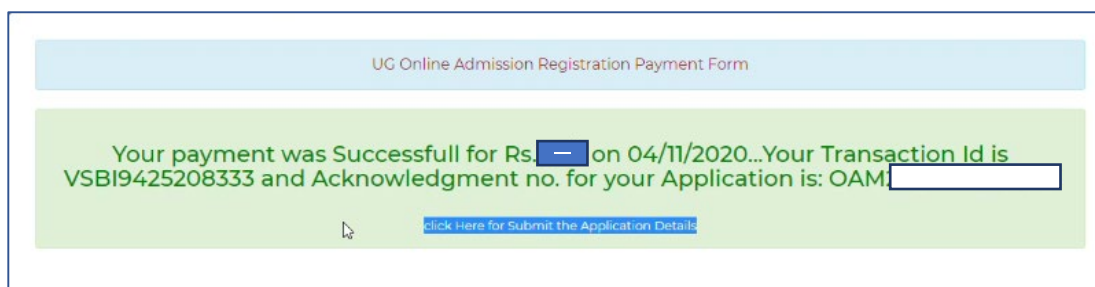 UG Online Admission Registration Payment Form
Your payment was Successfull for Rs. on 04/11/2020...Your Transaction Id is
VSBI9425208333 and Acknowledgment no. for your Application is: OAM
click Here for Submit the Application Details